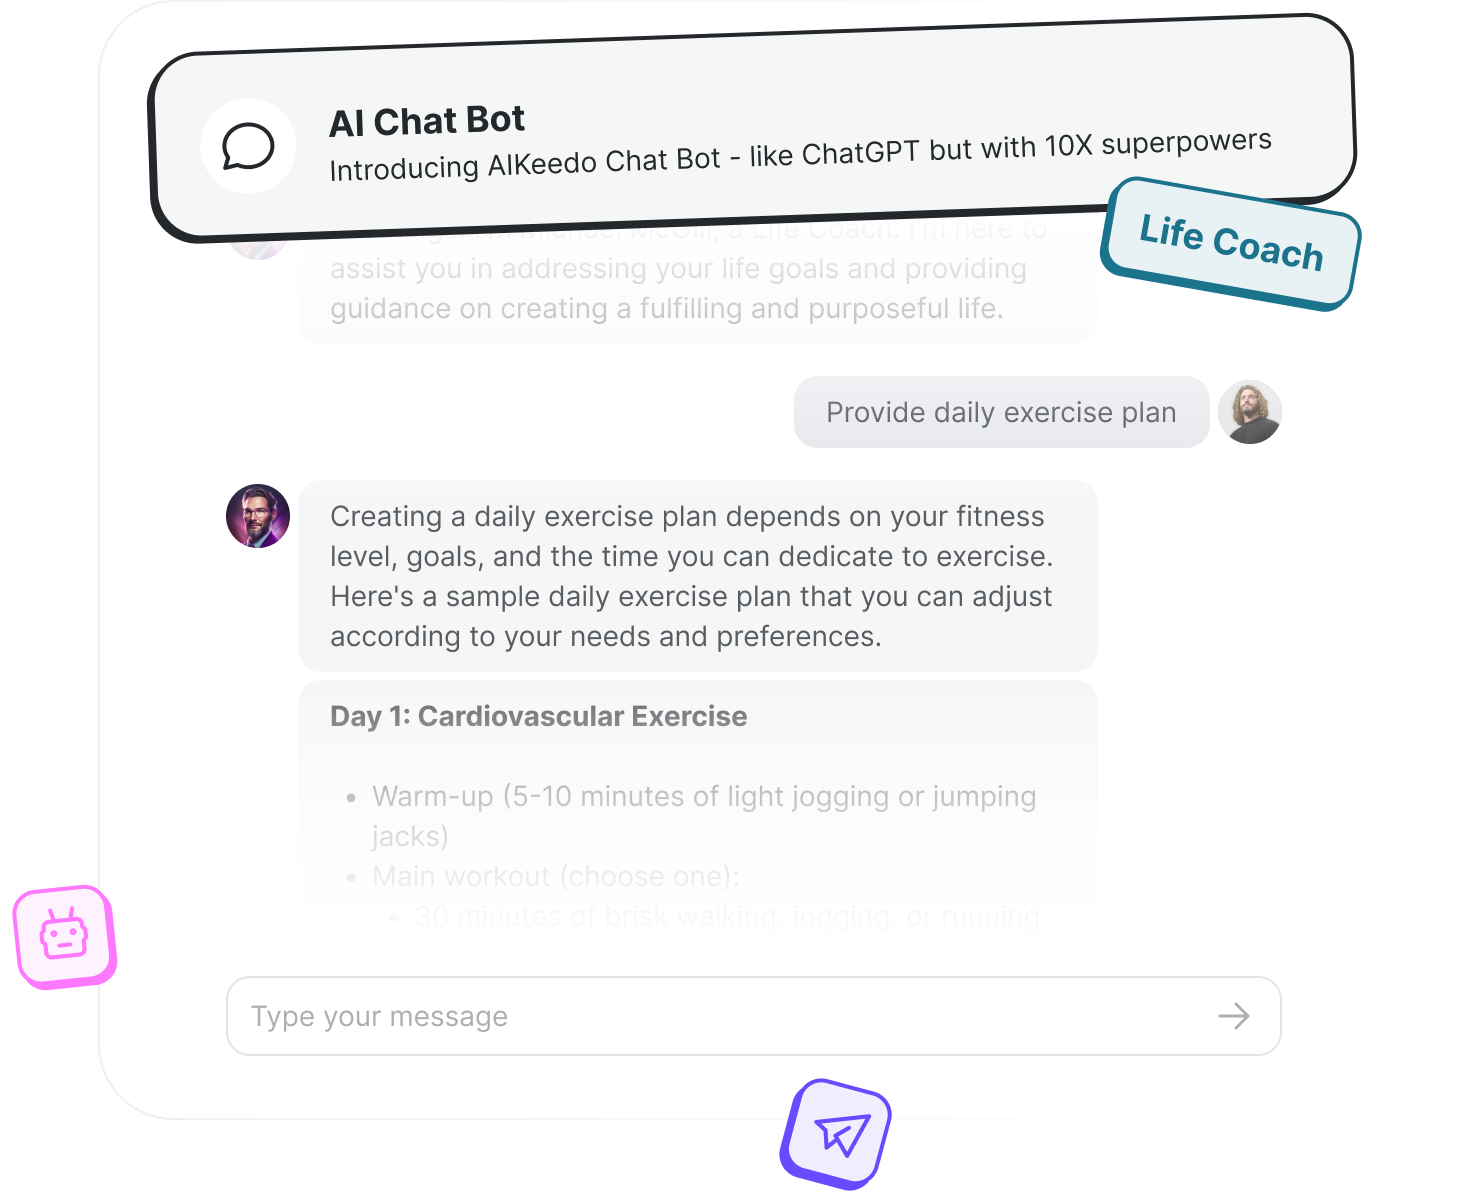 AI Chat Bot
Introducing AIKeedo Chat Bot - like ChatGPT but with 10X superpowers
Life Coach
McGill, a Life Coach. I'm here to
assist you in addressing your life goals and providing
guidance on creating a fulfilling and purposeful life.
Provide daily exercise plan
Creating a daily exercise plan depends on your fitness
level, goals, and the time you can dedicate to exercise.
Here's a sample daily exercise plan that you can adjust
according to your needs and preferences.
Day 1: Cardiovascular Exercise
• Warm-up (5-10 minutes of light jogging or jumping
jacks)
• Main workout (choose one):
• 30 minutes of brisk walking, jogging, or running
Type your message